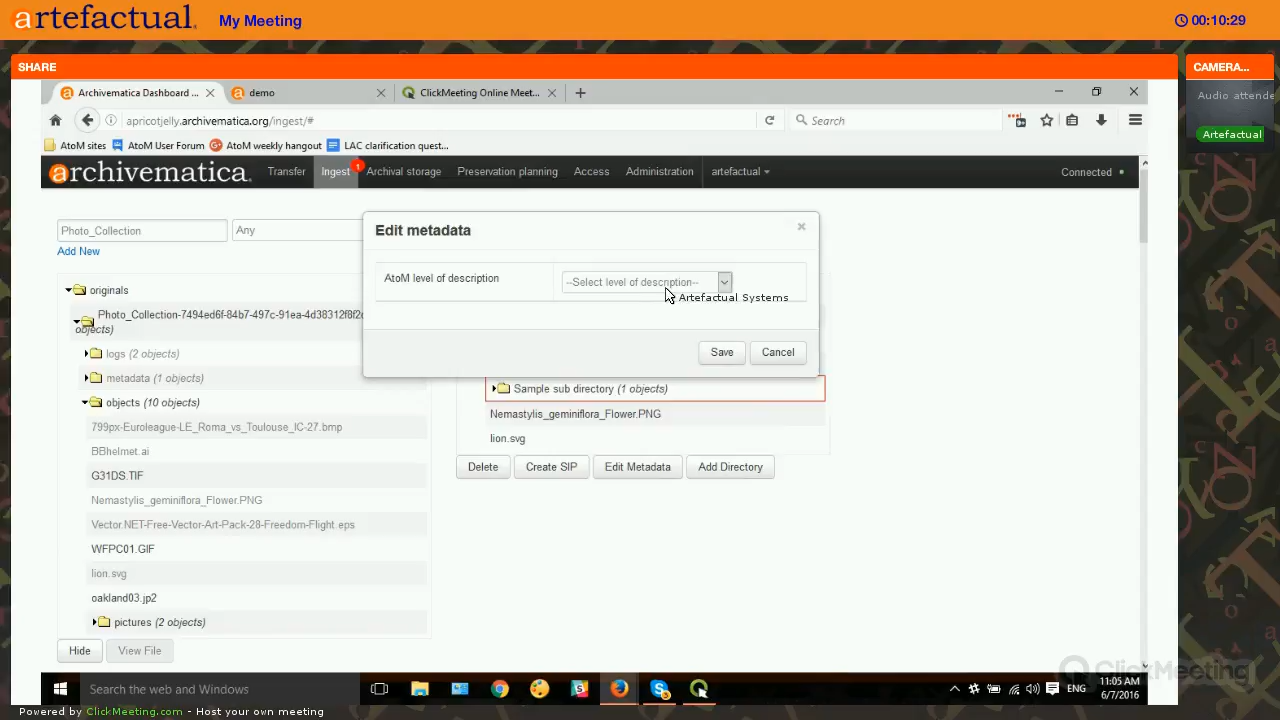 artefactual.
My Meeting
00:10:29
SHARE
CAMERA...
Archivematica Dashboard ...
demo
ClickMeeting Online Meet...
apricotjelly.archivematica.org/ingest/#
Search
AtoM sites
AtoM User Forum
AtoM weekly hangout
LAC clarification quest...
Audio attende
Artefactual
archivematica.
Transfer
Ingest
1
Archival storage
Preservation planning
Access
Administration
artefactual
Connected
Photo_Collection
Any
Add New
Edit metadata
AtoM level of description
--Select level of description--
Artefactual Systems
Save
Cancel
originals
Photo_Collection-7494ed6f-84b7-497c-91ea-4d38312f8f2c
objects)
logs (2 objects)
metadata (1 objects)
objects (10 objects)
799px-Euroleague-LE_Roma_vs_Toulouse_IC-27.bmp
BBhelmet.ai
G31DS.TIF
Nemastylis_geminiflora_Flower.PNG
Vector.NET-Free-Vector-Art-Pack-28-Freedom-Flight.eps
WFPC01.GIF
lion.svg
oakland03.jp2
pictures (2 objects)
Hide
View File
Sample sub directory (1 objects)
Nemastylis_geminiflora_Flower.PNG
lion.svg
Delete
Create SIP
Edit Metadata
Add Directory
ClickMeeting
Search the web and Windows
ENG
11:05 AM
6/7/2016
Powered by ClickMeeting.com - Host your own meeting